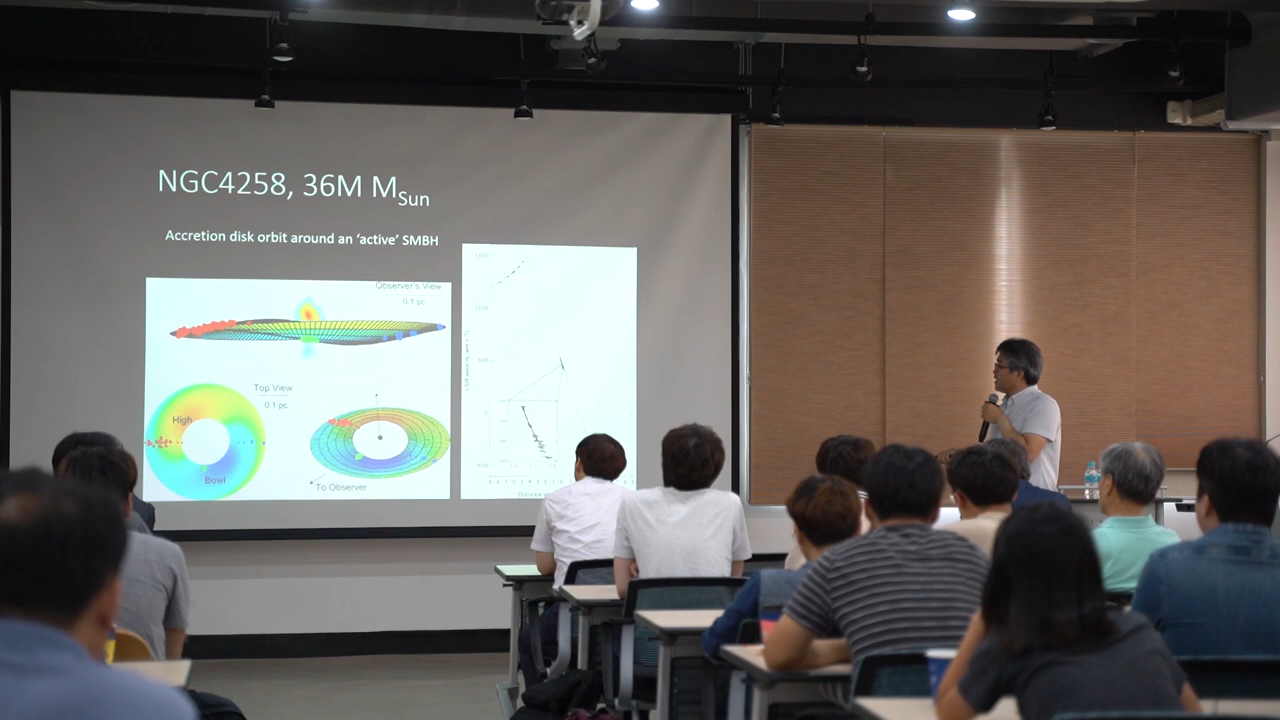 NGC4258, 36M MSun
Accretion disk orbit around an ‘active’ SMBH
Observer's View
0.1 pc
Top View
0.1 pc
High
Bowl
To Observer
Distance